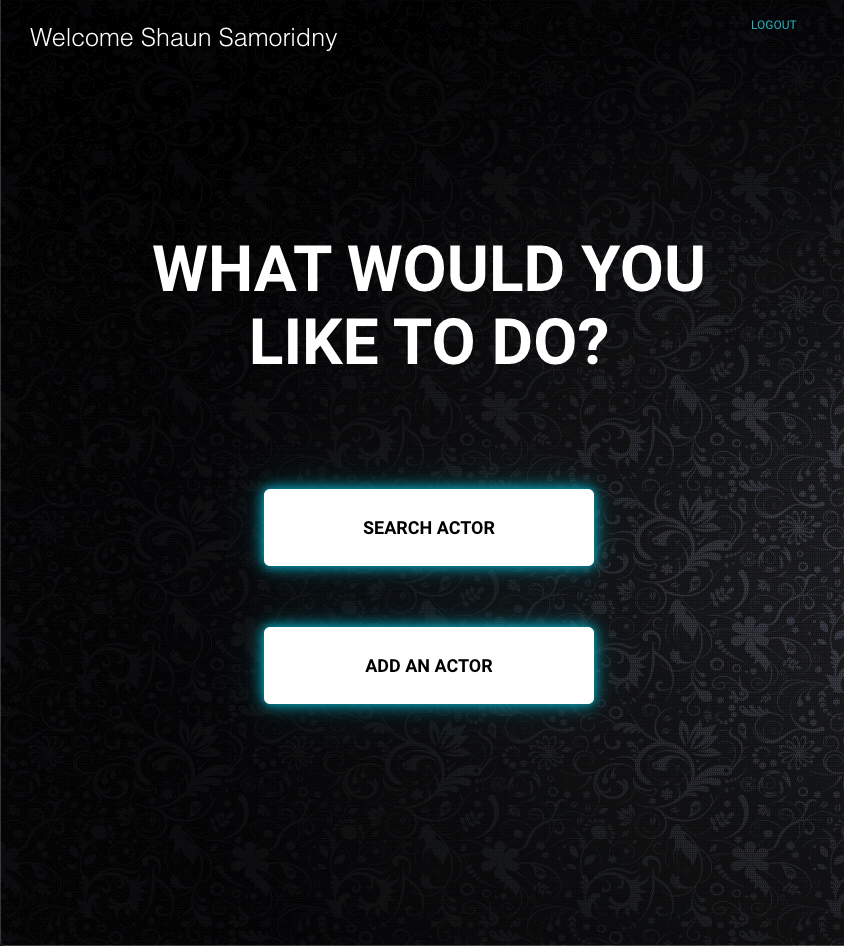 Welcome Shaun Samoridny
LOGOUT
WHAT WOULD YOU
LIKE TO DO?
SEARCH ACTOR
ADD AN ACTOR